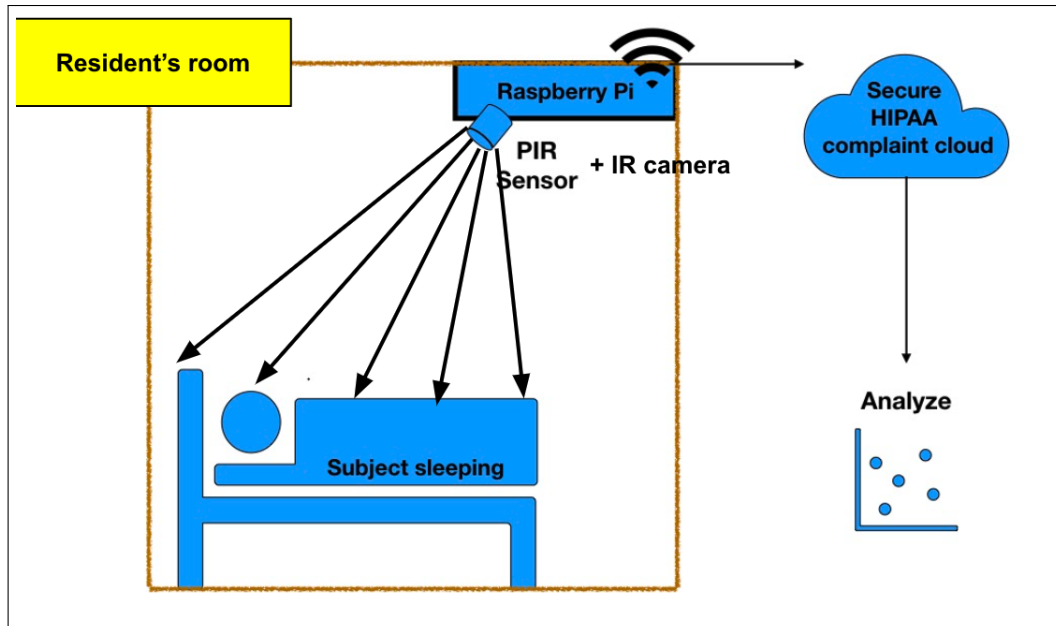 Resident’s room
Raspberry Pi
PIR
Sensor
+ IR camera
Secure
HIPAA
complaint cloud
Subject sleeping
Analyze